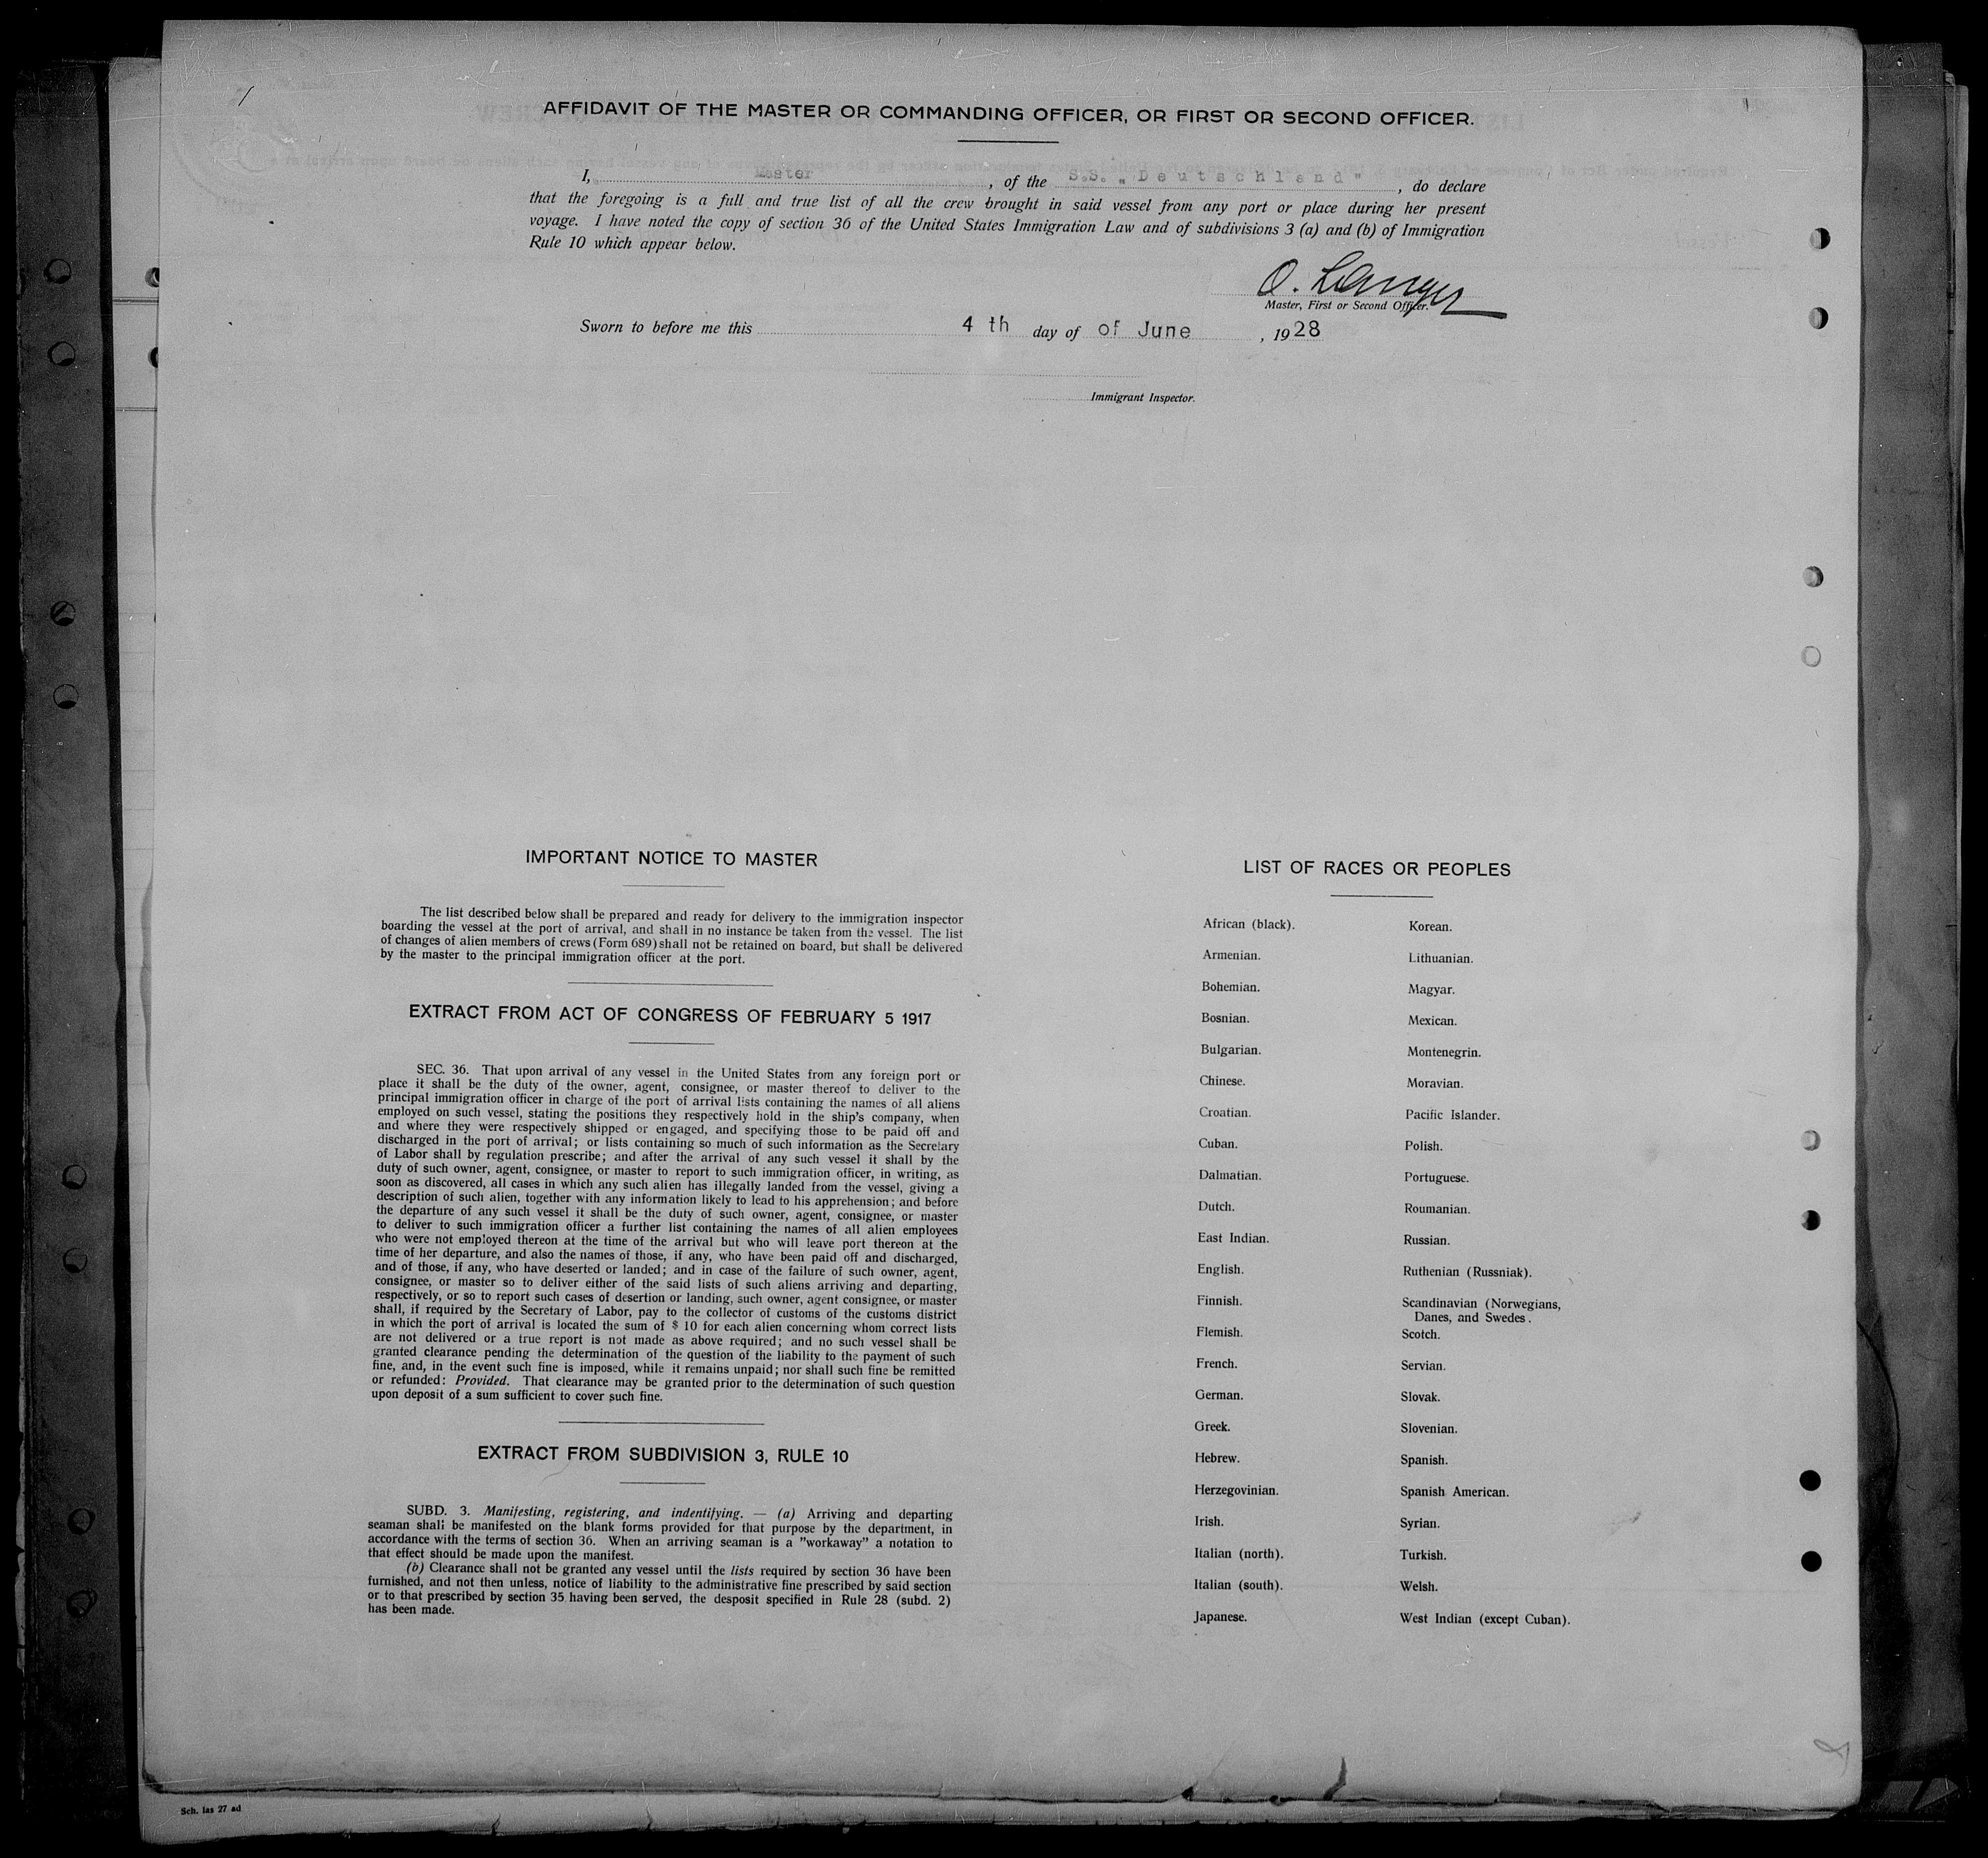 AFFIDAVIT OF THE MASTER OR COMMANDING OFFICER, OR FIRST OR SECOND OFFICER.
I, Master, of the S.S. „Deutschland", do declare
that the foregoing is a full and true list of all the crew brought in said vessel from any port or place during her present
voyage. I have noted the copy of section 36 of the United States Immigration Law and of subdivisions 3 (a) and (b) of Immigration
Rule 10 which appear below.
O. Langer
Master, First or Second Officer.
Sworn to before me this 4 th day of of June, 1928
Immigrant Inspector.
IMPORTANT NOTICE TO MASTER
The list described below shall be prepared and ready for delivery to the immigration inspector
boarding the vessel at the port of arrival, and shall in no instance be taken from the vessel. The list
of changes of alien members of crews (Form 689) shall not be retained on board, but shall be delivered
by the master to the principal immigration officer at the port.
EXTRACT FROM ACT OF CONGRESS OF FEBRUARY 5 1917
SEC. 36. That upon arrival of any vessel in the United States from any foreign port or
place it shall be the duty of the owner, agent, consignee, or master thereof to deliver to the
principal immigration officer in charge of the port of arrival lists containing the names of all aliens
employed on such vessel, stating the positions they respectively hold in the ship's company, when
and where they were respectively shipped or engaged, and specifying those to be paid off and
discharged in the port of arrival; or lists containing so much of such information as the Secretary
of Labor shall by regulation prescribe; and after the arrival of any such vessel it shall by the
duty of such owner, agent, consignee, or master to report to such immigration officer, in writing, as
soon as discovered, all cases in which any such alien has illegally landed from the vessel, giving a
description of such alien, together with any information likely to lead to his apprehension; and before
the departure of any such vessel it shall be the duty of such owner, agent, consignee, or master
to deliver to such immigration officer a further list containing the names of all alien employees
who were not employed thereon at the time of the arrival but who will leave port thereon at the
time of her departure, and also the names of those, if any, who have been paid off and discharged,
and of those, if any, who have deserted or landed; and in case of the failure of such owner, agent,
consignee, or master so to deliver either of the said lists of such aliens arriving and departing,
respectively, or so to report such cases of desertion or landing, such owner, agent consignee, or master
shall, if required by the Secretary of Labor, pay to the collector of customs of the customs district
in which the port of arrival is located the sum of $ 10 for each alien concerning whom correct lists
are not delivered or a true report is not made as above required; and no such vessel shall be
granted clearance pending the determination of the question of the liability to the payment of such
fine, and, in the event such fine is imposed, while it remains unpaid; nor shall such fine be remitted
or refunded: Provided. That clearance may be granted prior to the determination of such question
upon deposit of a sum sufficient to cover such fine.
EXTRACT FROM SUBDIVISION 3, RULE 10
SUBD. 3. Manifesting, registering, and indentifying. — (a) Arriving and departing
seaman shall be manifested on the blank forms provided for that purpose by the department, in
accordance with the terms of section 36. When an arriving seaman is a "workaway" a notation to
that effect should be made upon the manifest.
(b) Clearance shall not be granted any vessel until the lists required by section 36 have been
furnished, and not then unless, notice of liability to the administrative fine prescribed by said section
or to that prescribed by section 35 having been served, the desposit specified in Rule 28 (subd. 2)
has been made.
LIST OF RACES OR PEOPLES
African (black).
Armenian.
Bohemian.
Bosnian.
Bulgarian.
Chinese.
Croatian.
Cuban.
Dalmatian.
Dutch.
East Indian.
English.
Finnish.
Flemish.
French.
German.
Greek.
Hebrew.
Herzegovinian.
Irish.
Italian (north).
Italian (south).
Japanese.
Korean.
Lithuanian.
Magyar.
Mexican.
Montenegrin.
Moravian.
Pacific Islander.
Polish.
Portuguese.
Roumanian.
Russian.
Ruthenian (Russniak).
Scandinavian (Norwegians,
Danes, and Swedes.
Scotch.
Servian.
Slovak.
Slovenian.
Spanish.
Spanish American.
Syrian.
Turkish.
Welsh.
West Indian (except Cuban).
Sch. las 27 ad